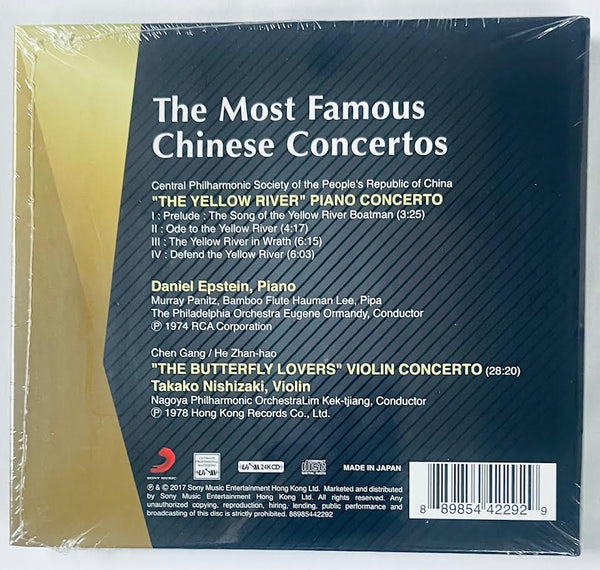 The Most Famous
Chinese Concertos
Central Philharmonic Society of the People's Republic of China
"THE YELLOW RIVER" PIANO CONCERTO
I : Prelude : The Song of the Yellow River Boatman (3:25)
II : Ode to the Yellow River (4:17)
III : The Yellow River in Wrath (6:15)
IV : Defend the Yellow River (6:03)
Daniel Epstein, Piano
Murray Panitz, Bamboo Flute Hauman Lee, Pipa
The Philadelphia Orchestra Eugene Ormandy, Conductor
℗ 1974 RCA Corporation
Chen Gang / He Zhan-hao
"THE BUTTERFLY LOVERS" VIOLIN CONCERTO (28:20)
Takako Nishizaki, Violin
Nagoya Philharmonic OrchestraLim Kek-tjiang, Conductor
℗ 1978 Hong Kong Records Co., Ltd.
SONY MUSIC
24K CD
MADE IN JAPAN
℗ & © 2017 Sony Music Entertainment Hong Kong Ltd. Marketed and distributed
by Sony Music Entertainment Hong Kong Ltd. All rights reserved. Any
unauthorized copying, reproduction, hiring, lending, public performance and
broadcasting of this disc is strictly prohibited. 88985442292
8 89854 42292 9